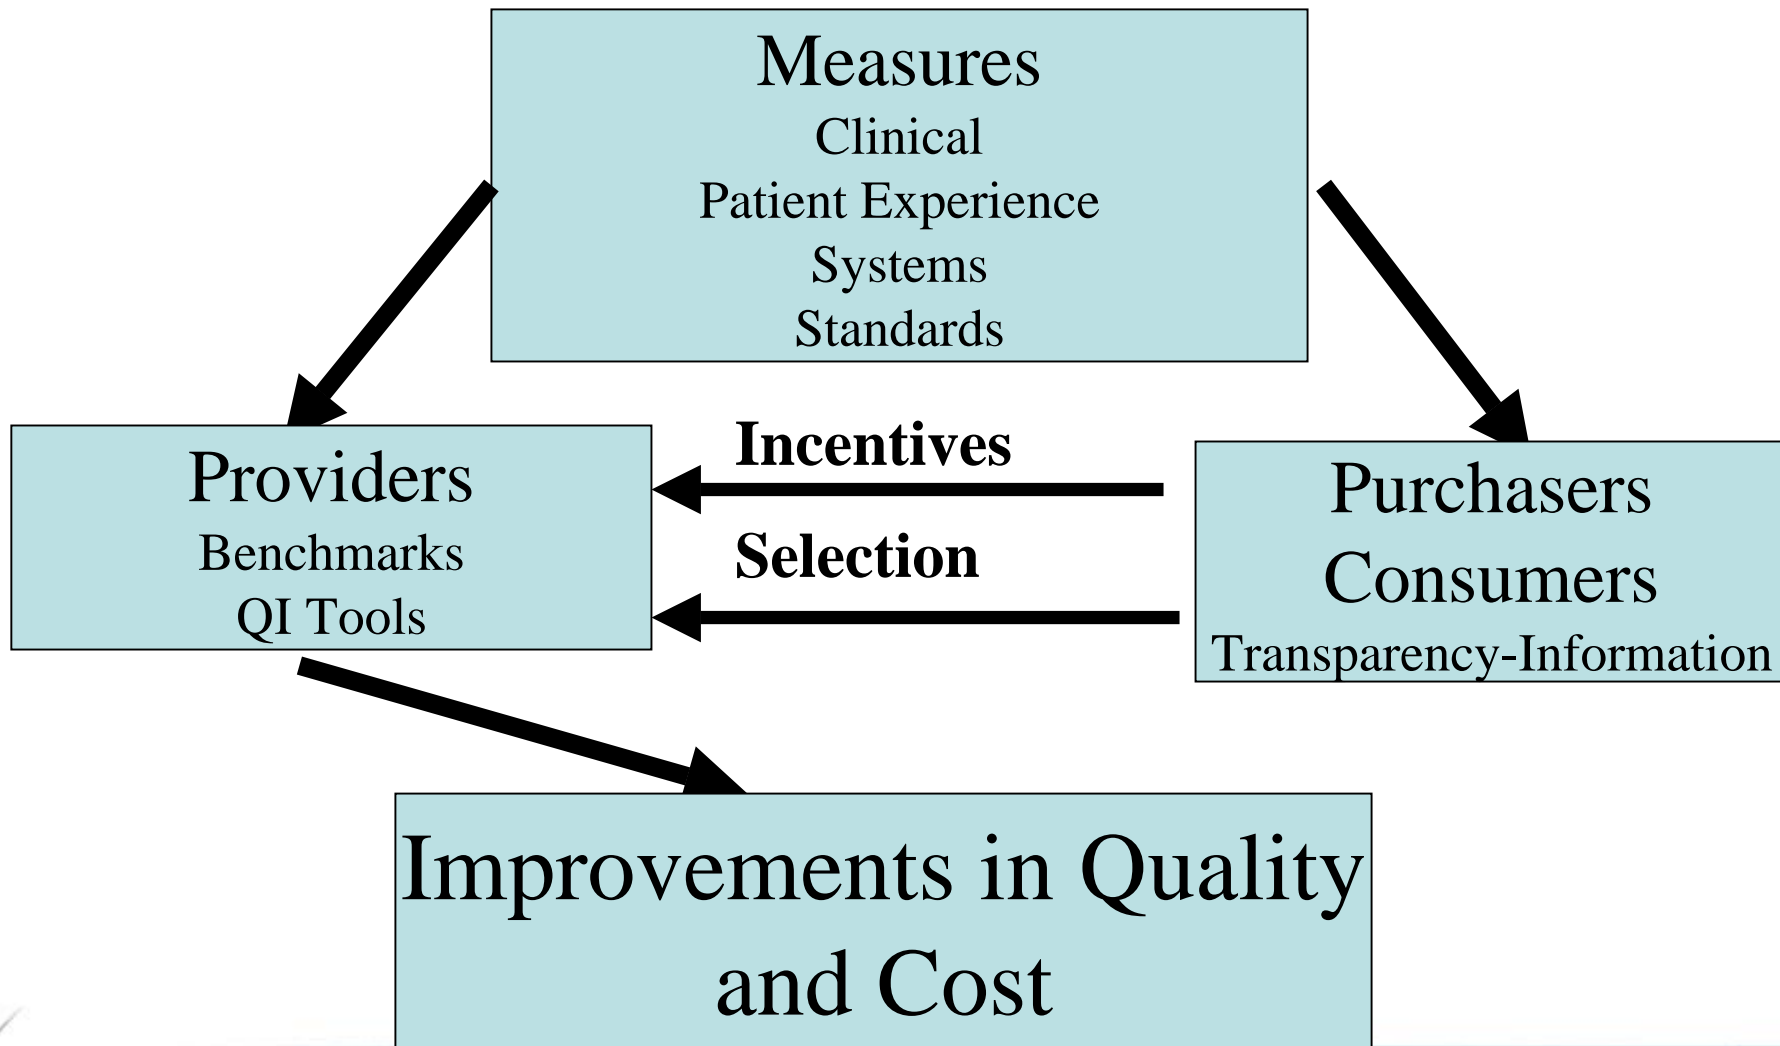 Measures
Clinical
Patient Experience
Systems
Standards
Providers
Benchmarks
QI Tools
Incentives
Selection
Purchasers
Consumers
Transparency-Information
Improvements in Quality
and Cost